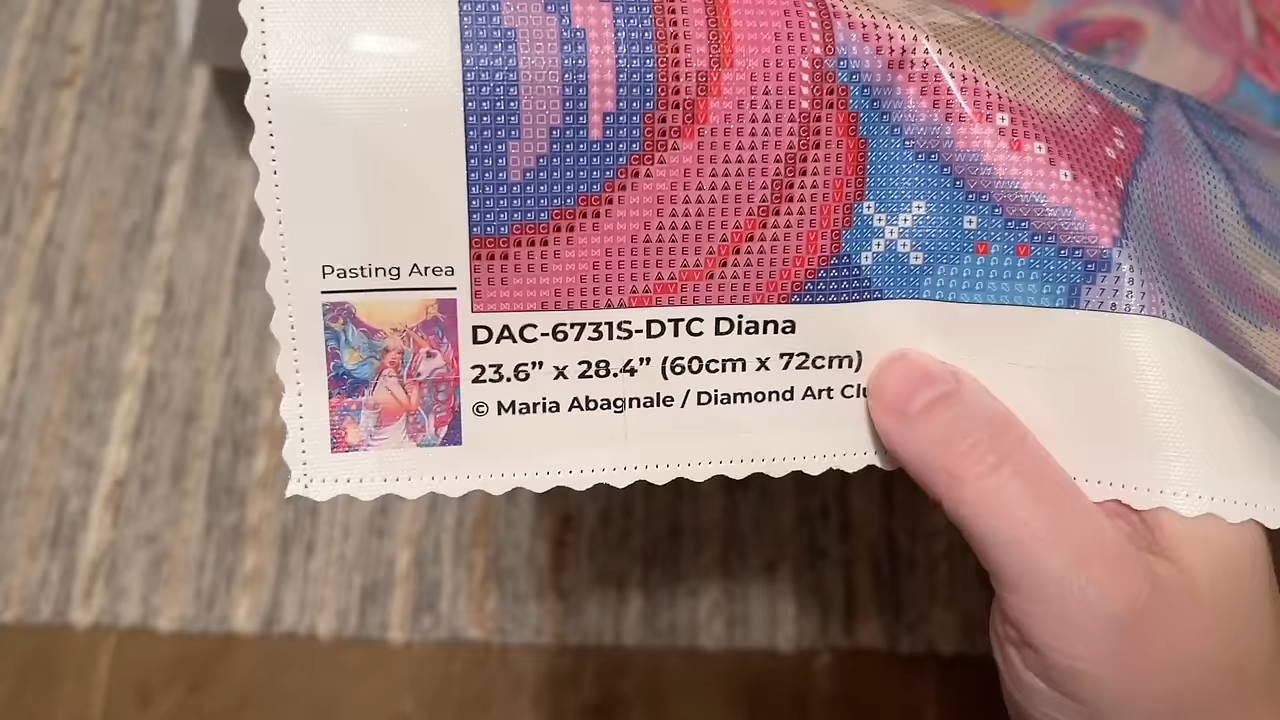 Pasting Area
DAC-6731S-DTC Diana
23.6” x 28.4” (60cm x 72cm)
© Maria Abagnale / Diamond Art